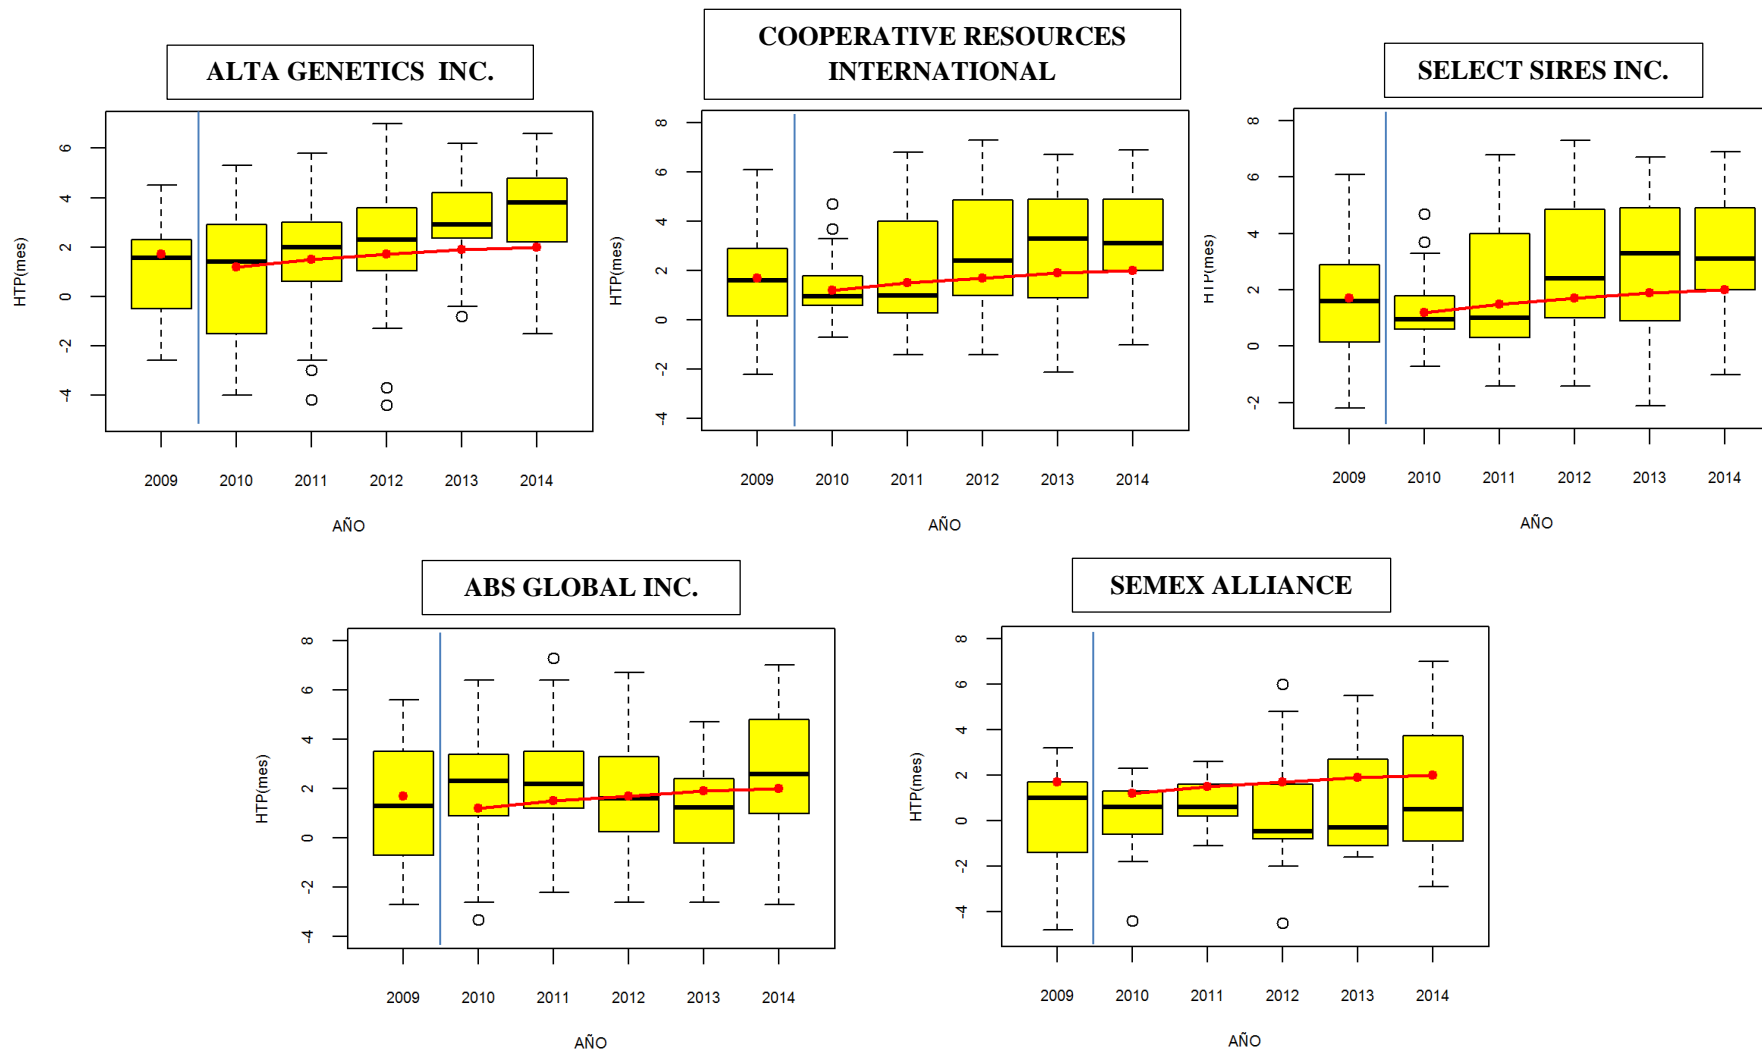 ALTA GENETICS  INC.
HTP(mes)
6
4
2
0
-2
-4
2009 2010 2011 2012 2013 2014
AÑO
COOPERATIVE RESOURCES
INTERNATIONAL
HTP(mes)
8
6
4
2
0
-2
-4
2009 2010 2011 2012 2013 2014
AÑO
SELECT SIRES INC.
HTP(mes)
8
6
4
2
0
-2
2009 2010 2011 2012 2013 2014
AÑO
ABS GLOBAL INC.
HTP(mes)
8
6
4
2
0
-2
-4
2009 2010 2011 2012 2013 2014
AÑO
SEMEX ALLIANCE
HTP(mes)
8
6
4
2
0
-2
-4
2009 2010 2011 2012 2013 2014
AÑO